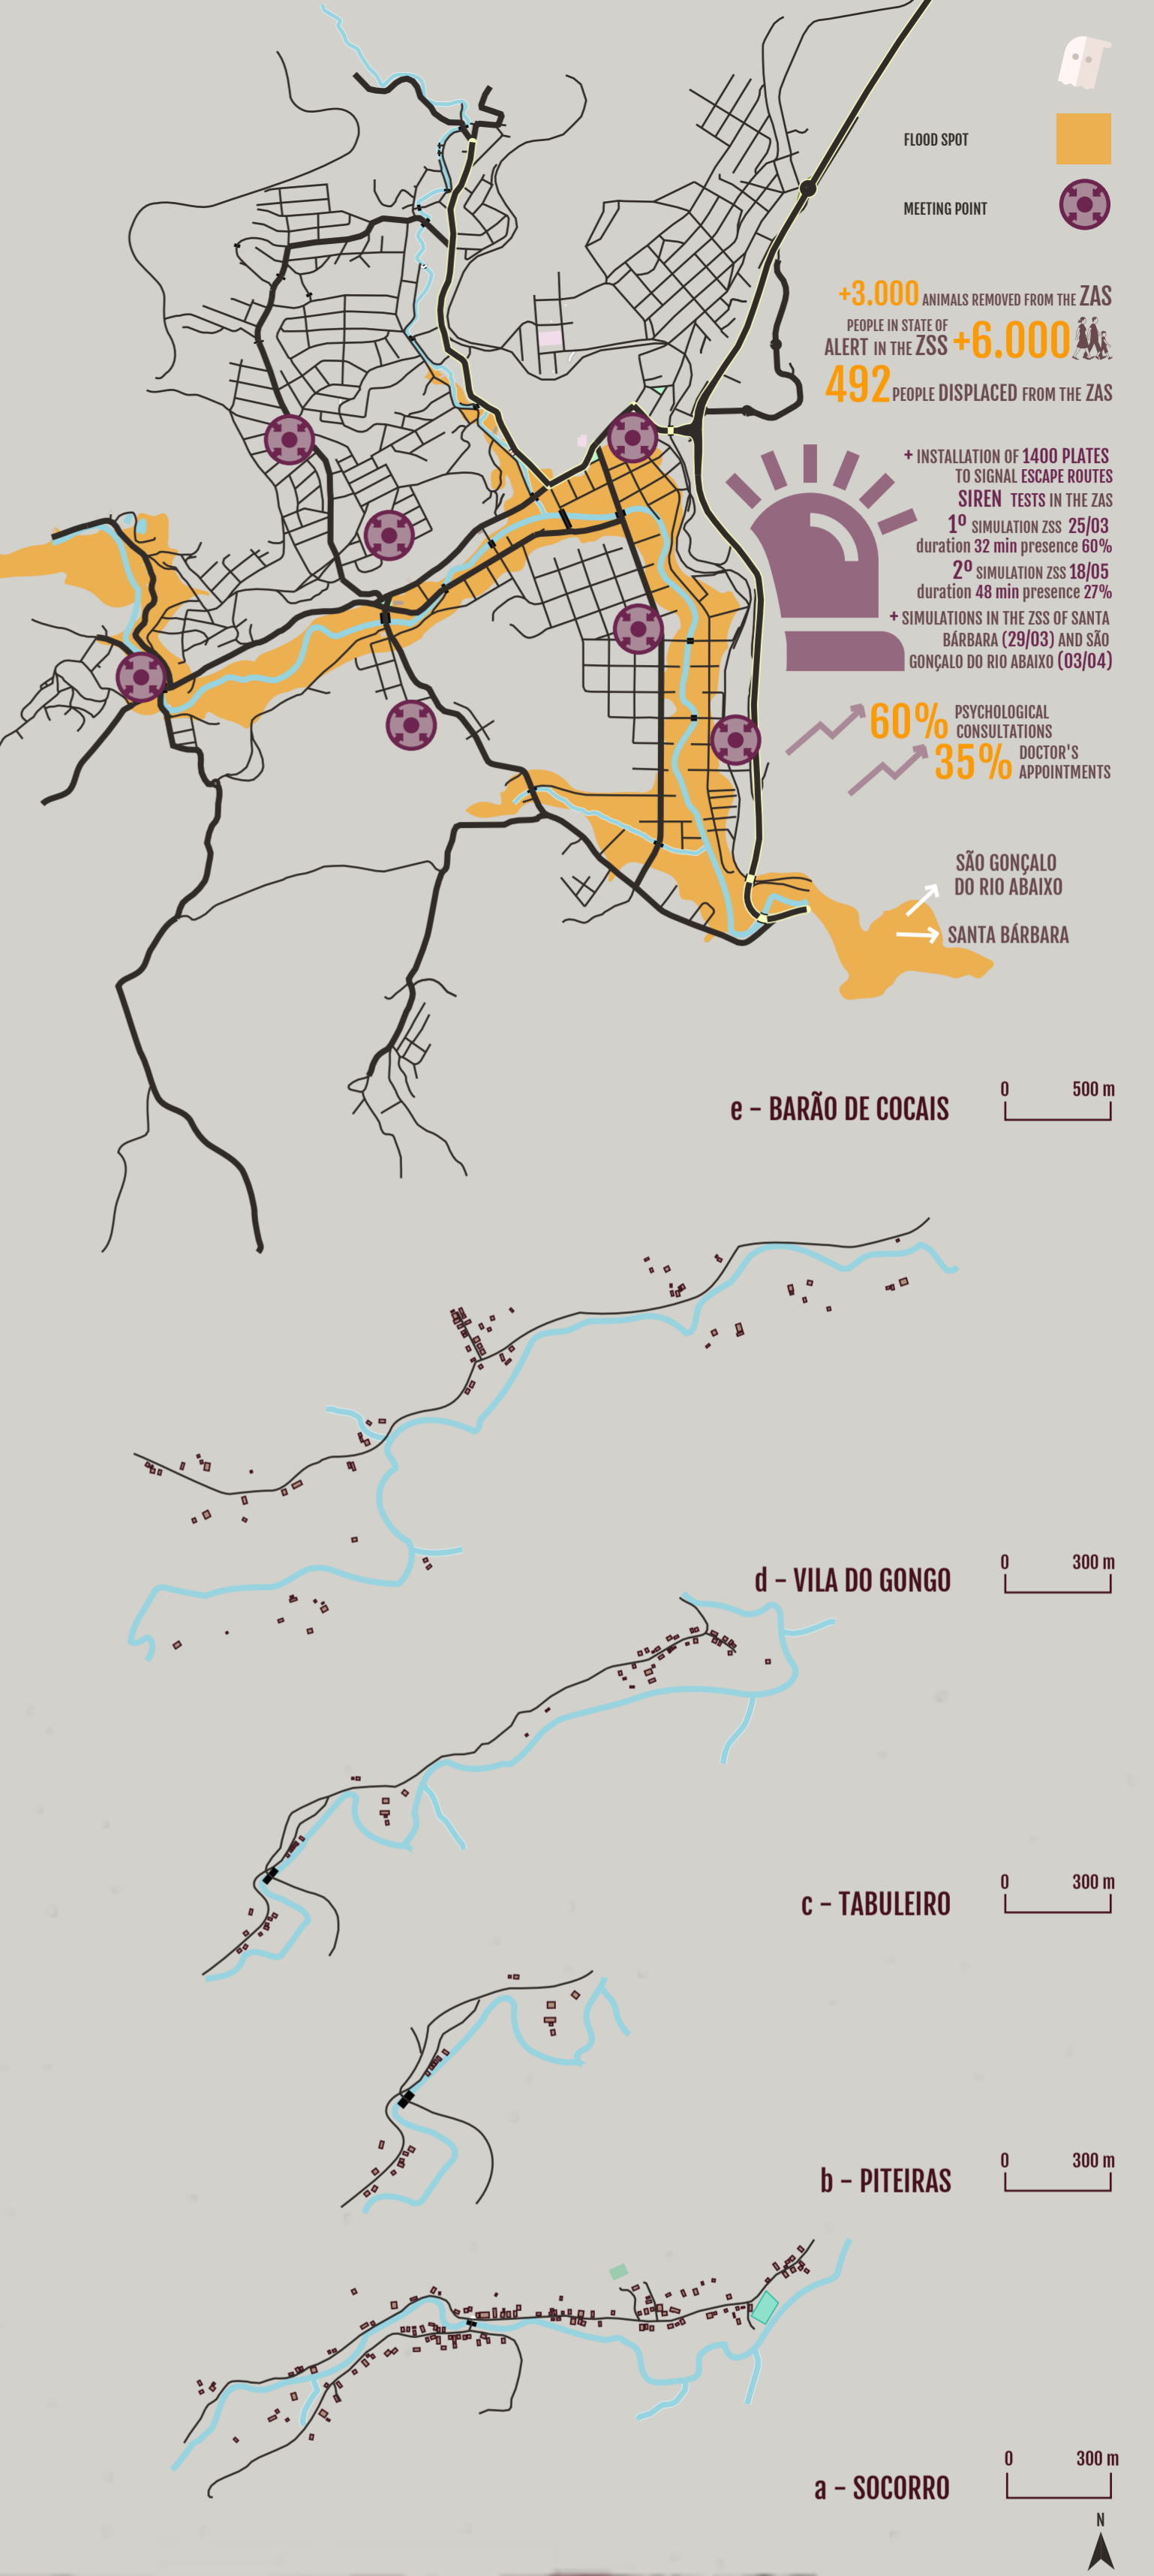 FLOOD SPOT
MEETING POINT
+3.000 ANIMALS REMOVED FROM THE ZAS
PEOPLE IN STATE OF
ALERT IN THE ZSS +6.000
492 PEOPLE DISPLACED FROM THE ZAS
+ INSTALLATION OF 1400 PLATES
TO SIGNAL ESCAPE ROUTES
SIREN TESTS IN THE ZAS
1º SIMULATION ZSS 25/03
duration 32 min presence 60%
2º SIMULATION ZSS 18/05
duration 48 min presence 27%
+ SIMULATIONS IN THE ZSS OF SANTA
BÁRBARA (29/03) AND SÃO
GONÇALO DO RIO ABAIXO (03/04)
60% PSYCHOLOGICAL
CONSULTATIONS
35% DOCTOR'S
APPOINTMENTS
SÃO GONÇALO
DO RIO ABAIXO
SANTA BÁRBARA
e - BARÃO DE COCAIS
0 500 m
d - VILA DO GONGO
0 300 m
c - TABULEIRO
0 300 m
b - PITEIRAS
0 300 m
a - SOCORRO
0 300 m
N